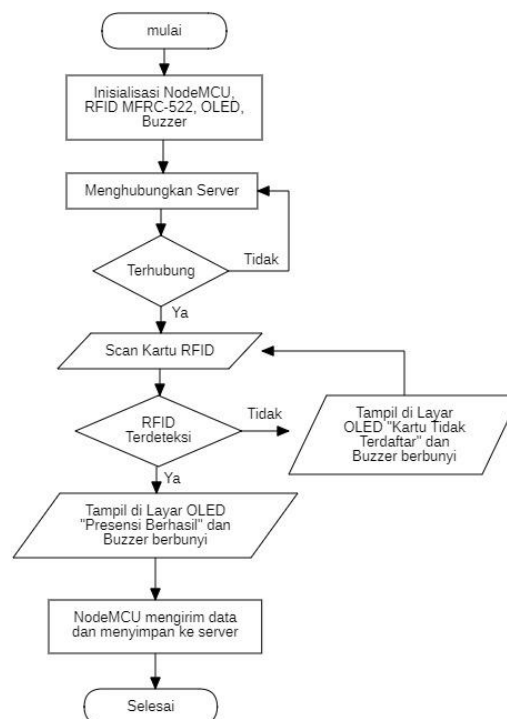 mulai
Inisialisasi NodeMCU,
RFID MFRC-522, OLED,
Buzzer
Menghubungkan Server
Terhubung
Tidak
Ya
Scan Kartu RFID
RFID
Terdeteksi
Tidak
Tampil di Layar
OLED "Kartu Tidak
Terdaftar" dan
Buzzer berbunyi
Ya
Tampil di Layar OLED
"Presensi Berhasil" dan
Buzzer berbunyi
NodeMCU mengirim data
dan menyimpan ke server
Selesai